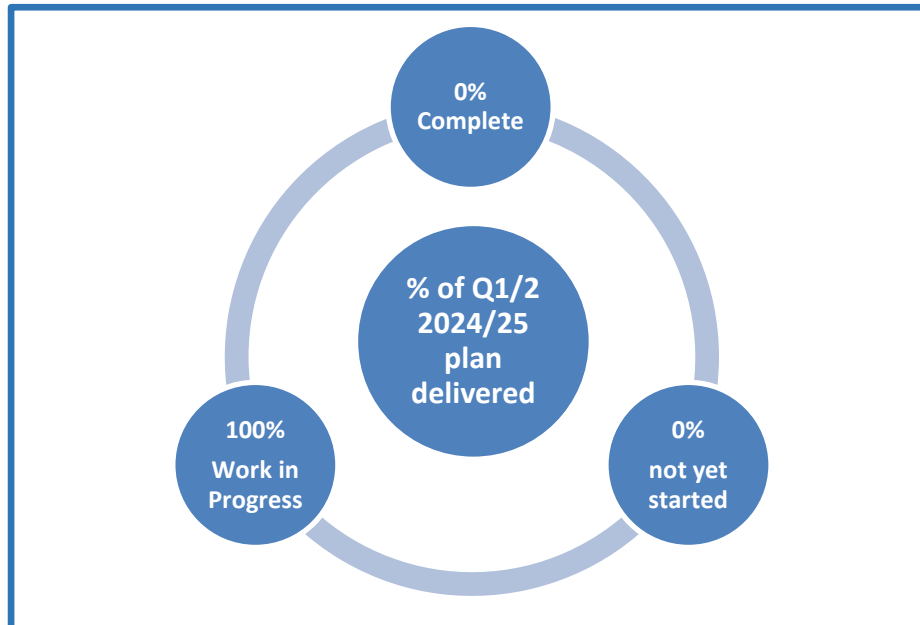 0%
Complete
% of Q1/2
2024/25
plan
delivered
100%
Work in
Progress
0%
not yet
started